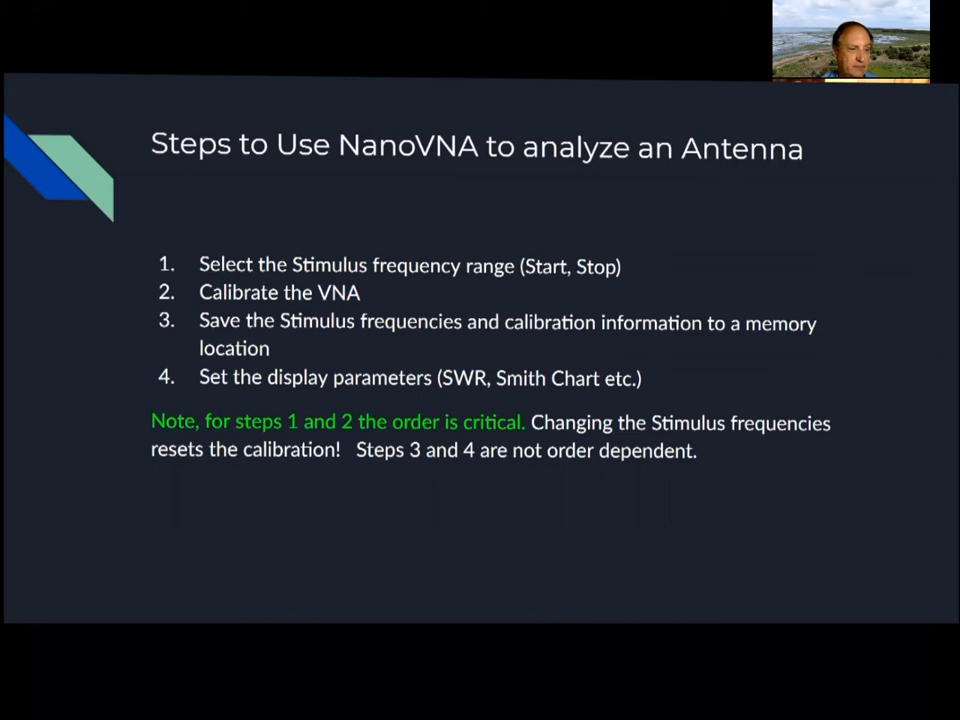 Steps to Use NanoVNA to analyze an Antenna
1. Select the Stimulus frequency range (Start, Stop)
2. Calibrate the VNA
3. Save the Stimulus frequencies and calibration information to a memory
location
4. Set the display parameters (SWR, Smith Chart etc.)
Note, for steps 1 and 2 the order is critical. Changing the Stimulus frequencies
resets the calibration! Steps 3 and 4 are not order dependent.